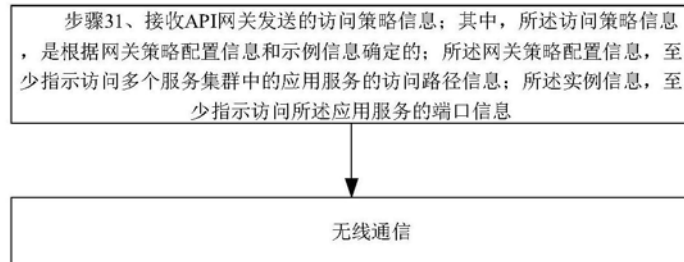 步骤31、接收API网关发送的访问策略信息；其中，所述访问策略信息
，是根据网关策略配置信息和示例信息确定的；所述网关策略配置信息，至
少指示访问多个服务集群中的应用服务的访问路径信息；所述实例信息，至
少指示访问所述应用服务的端口信息
无线通信